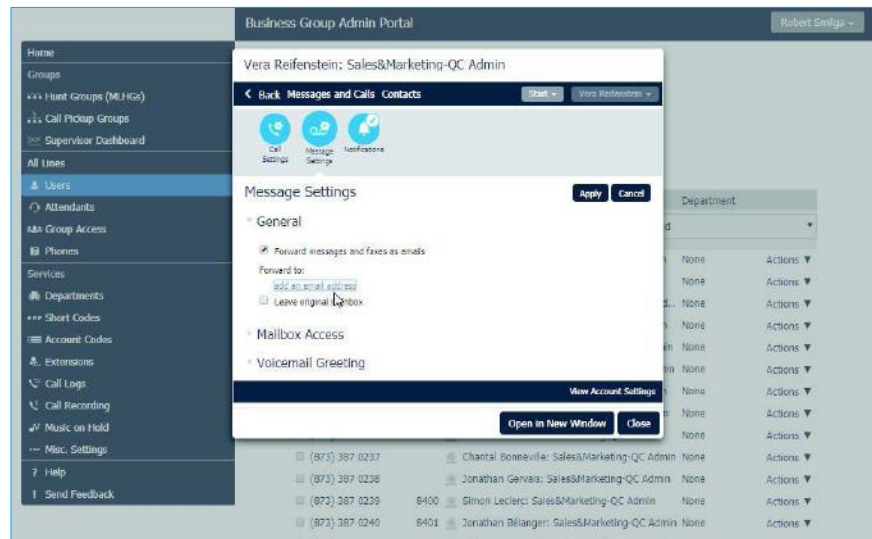 Business Group Admin Portal
Robert Smilga
Home
Groups
Hunt Groups (MLHGs)
Call Pickup Groups
Supervisor Dashboard
All Lines
Users
Attendants
Group Access
Phones
Services
Departments
Short Codes
Account Codes
Extensions
Call Logs
Call Recording
Music on Hold
Misc. Settings
? Help
! Send Feedback
Vera Reifenstein: Sales&Marketing-QC Admin
Back Messages and Calls Contacts Start Vera Reifenstein
Call Settings
Message Settings
Notifications
Message Settings Apply Cancel
General
Forward messages and faxes as emails
Forward to:
add an email address
Leave original in inbox
Mailbox Access
Voicemail Greeting
View Account Settings
Open in New Window Close
Department
d
None Actions ▼
None Actions ▼
d... None Actions ▼
None Actions ▼
None Actions ▼
None Actions ▼
None Actions ▼
None Actions ▼
None Actions ▼
(873) 387 0237 Chantal Bonneville: Sales&Marketing-QC Admin None Actions ▼
(873) 387 0238 Jonathan Gervais: Sales&Marketing-QC Admin None Actions ▼
(873) 387 0239 8400 Simon Leclerc: Sales&Marketing-QC Admin None Actions ▼
(873) 387 0240 8401 Jonathan Bélanger: Sales&Marketing-QC Admin None Actions ▼